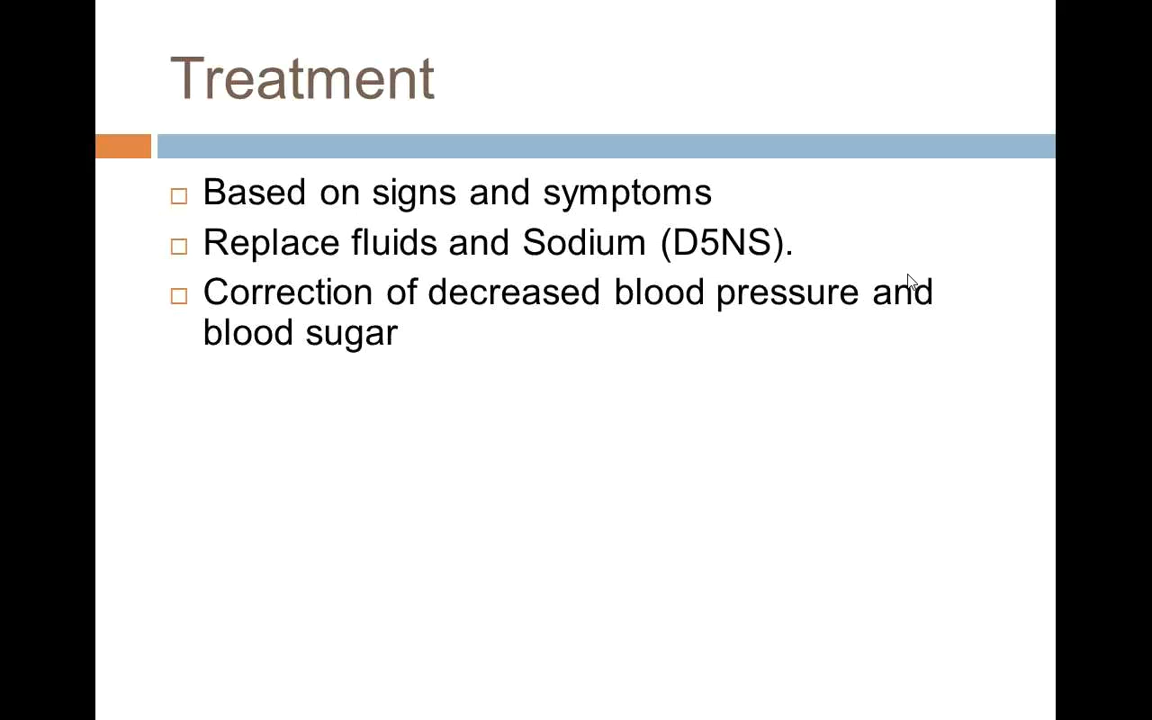 Treatment
Based on signs and symptoms
Replace fluids and Sodium (D5NS).
Correction of decreased blood pressure and
blood sugar